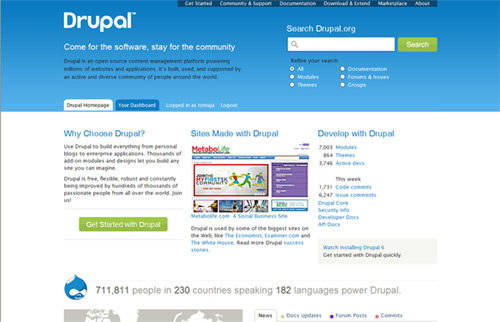 Get Started Community & Support Documentation Download & Extend Marketplace About
Drupal™
Come for the software, stay for the community
Drupal is an open source content management platform powering
millions of websites and applications. It's built, used, and supported by
an active and diverse community of people around the world.
Search Drupal.org
Search
Refine your search
All
Modules
Themes
Documentation
Forums & Issues
Groups
Drupal Homepage
Your Dashboard
Logged in as tomaja
Logout
Why Choose Drupal?
Use Drupal to build everything from personal
blogs to enterprise applications. Thousands of
add-on modules and designs let you build any
site you can imagine.
Drupal is free, flexible, robust and constantly
being improved by hundreds of thousands of
passionate people from all over the world. Join
us!
Get Started with Drupal
Sites Made with Drupal
MetaboLife
JOIN THE
MYFIRST5K
COMMUNITY
Metabolife.com: A Social Business Site
Drupal is used by some of the biggest sites on
the Web, like The Economist, Examiner.com and
The White House. Read more Drupal success
stories.
Develop with Drupal
7,003 Modules
864 Themes
3,746 Active devs
This week
1,731 Code commits
6,247 Issue comments
Drupal Core
Security Info
Developer Docs
API Docs
Watch Installing Drupal 6
Get started with Drupal quickly.
711,811 people in 230 countries speaking 182 languages power Drupal.
News
Docs Updates
Forum Posts
Commits